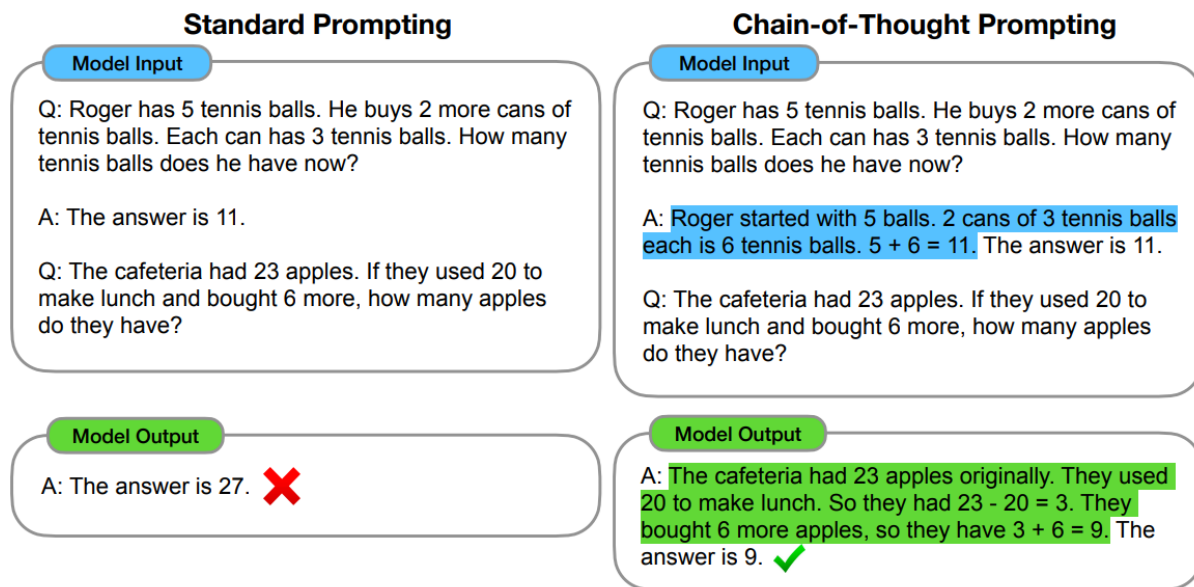 Standard Prompting
Model Input
Q: Roger has 5 tennis balls. He buys 2 more cans of
tennis balls. Each can has 3 tennis balls. How many
tennis balls does he have now?
A: The answer is 11.
Q: The cafeteria had 23 apples. If they used 20 to
make lunch and bought 6 more, how many apples
do they have?
Model Output
A: The answer is 27.
Chain-of-Thought Prompting
Model Input
Q: Roger has 5 tennis balls. He buys 2 more cans of
tennis balls. Each can has 3 tennis balls. How many
tennis balls does he have now?
A: Roger started with 5 balls. 2 cans of 3 tennis balls
each is 6 tennis balls. 5 + 6 = 11. The answer is 11.
Q: The cafeteria had 23 apples. If they used 20 to
make lunch and bought 6 more, how many apples
do they have?
Model Output
A: The cafeteria had 23 apples originally. They used
20 to make lunch. So they had 23 - 20 = 3. They
bought 6 more apples, so they have 3 + 6 = 9. The
answer is 9.